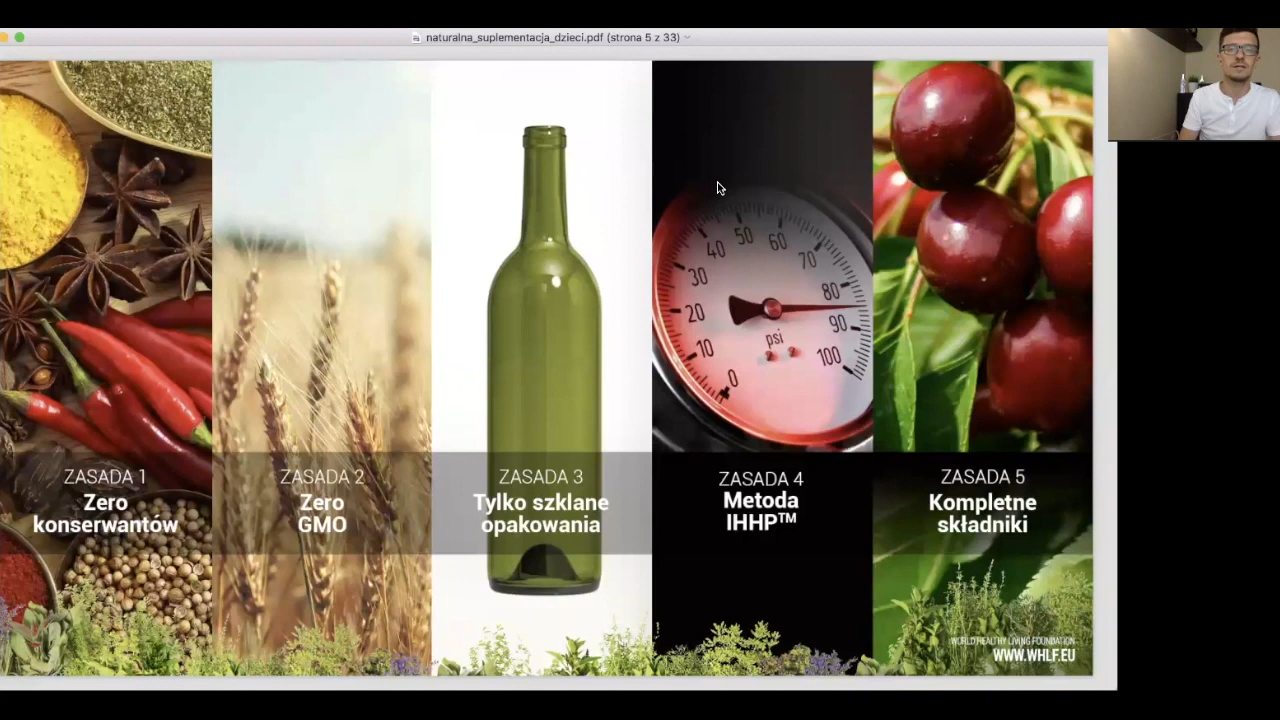 naturalna_suplementacja_dzieci.pdf (strona 5 z 33)
ZASADA 1
Zero
konserwantów
ZASADA 2
Zero
GMO
ZASADA 3
Tylko szklane
opakowania
0
10
20
30
40
50
60
70
80
90
100
psi
ZASADA 4
Metoda
IHHP™
ZASADA 5
Kompletne
składniki
WORLD HEALTHY LIVING FOUNDATION
WWW.WHLF.EU